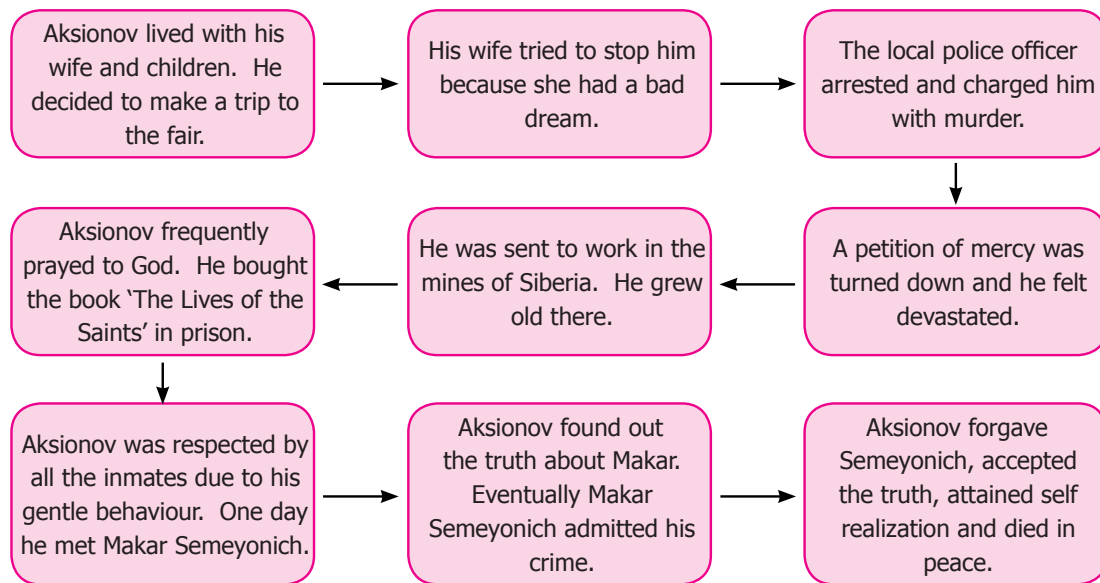 Aksionov lived with his
wife and children. He
decided to make a trip to
the fair.
His wife tried to stop him
because she had a bad
dream.
The local police officer
arrested and charged him
with murder.
A petition of mercy was
turned down and he felt
devastated.
He was sent to work in the
mines of Siberia. He grew
old there.
Aksionov frequently
prayed to God. He bought
the book ‘The Lives of the
Saints’ in prison.
Aksionov was respected by
all the inmates due to his
gentle behaviour. One day
he met Makar Semeyonich.
Aksionov found out
the truth about Makar.
Eventually Makar
Semeyonich admitted his
crime.
Aksionov forgave
Semeyonich, accepted
the truth, attained self
realization and died in
peace.